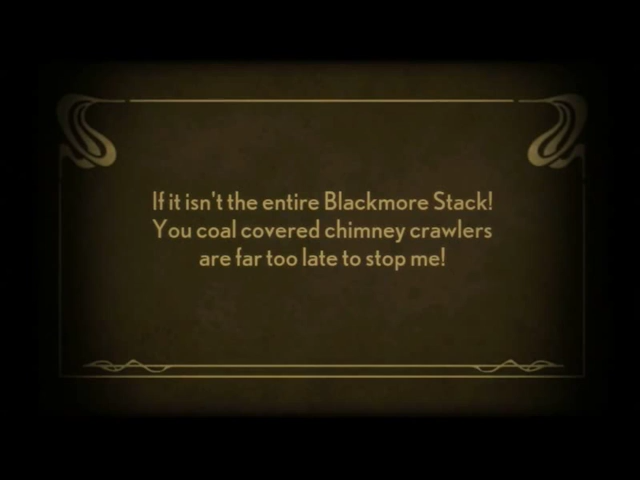 If it isn't the entire Blackmore Stack!
You coal covered chimney crawlers
are far too late to stop me!